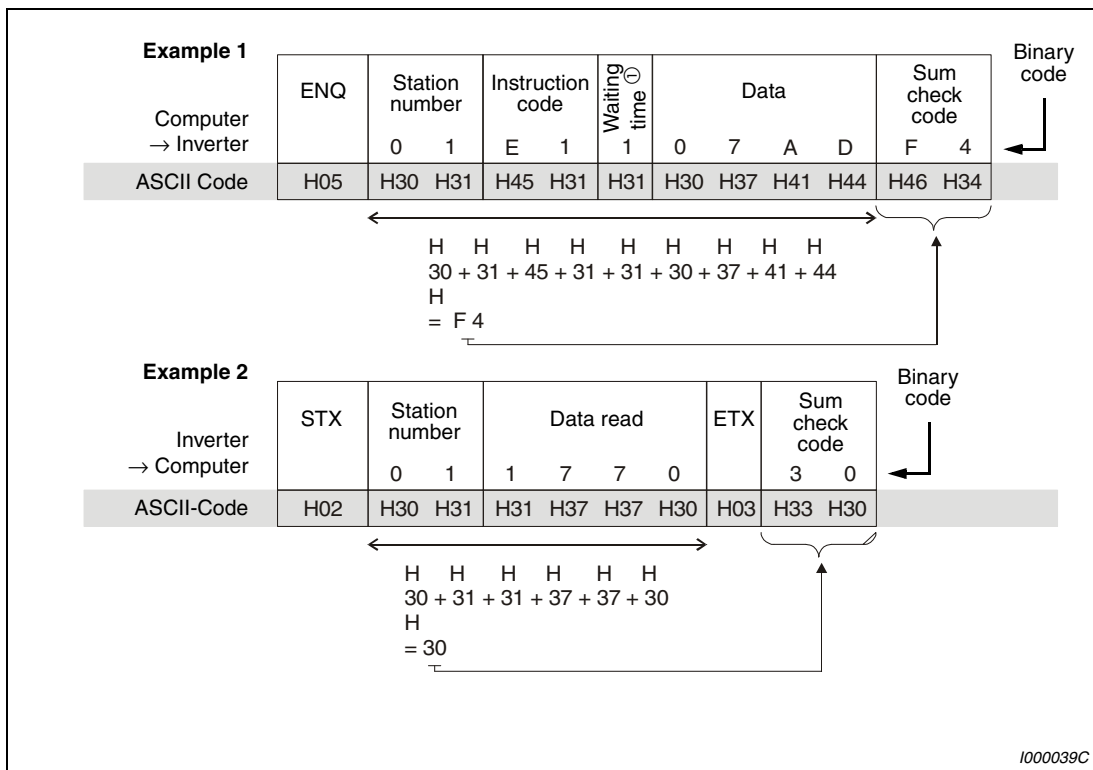 Example 1
Binary code
ENQ
Station number
Instruction code
Waiting time ①
Data
Sum check code
Computer → Inverter
0 1 E 1 1 0 7 A D F 4
ASCII Code H05 H30 H31 H45 H31 H31 H30 H37 H41 H44 H46 H34
H H H H H H H H H
30 + 31 + 45 + 31 + 31 + 30 + 37 + 41 + 44
H
= F 4
Example 2
Binary code
STX
Station number
Data read
ETX
Sum check code
Inverter → Computer
0 1 1 7 7 0 3 0
ASCII-Code H02 H30 H31 H31 H37 H37 H30 H03 H33 H30
H H H H H H
30 + 31 + 31 + 37 + 37 + 30
H
= 30
I000039C